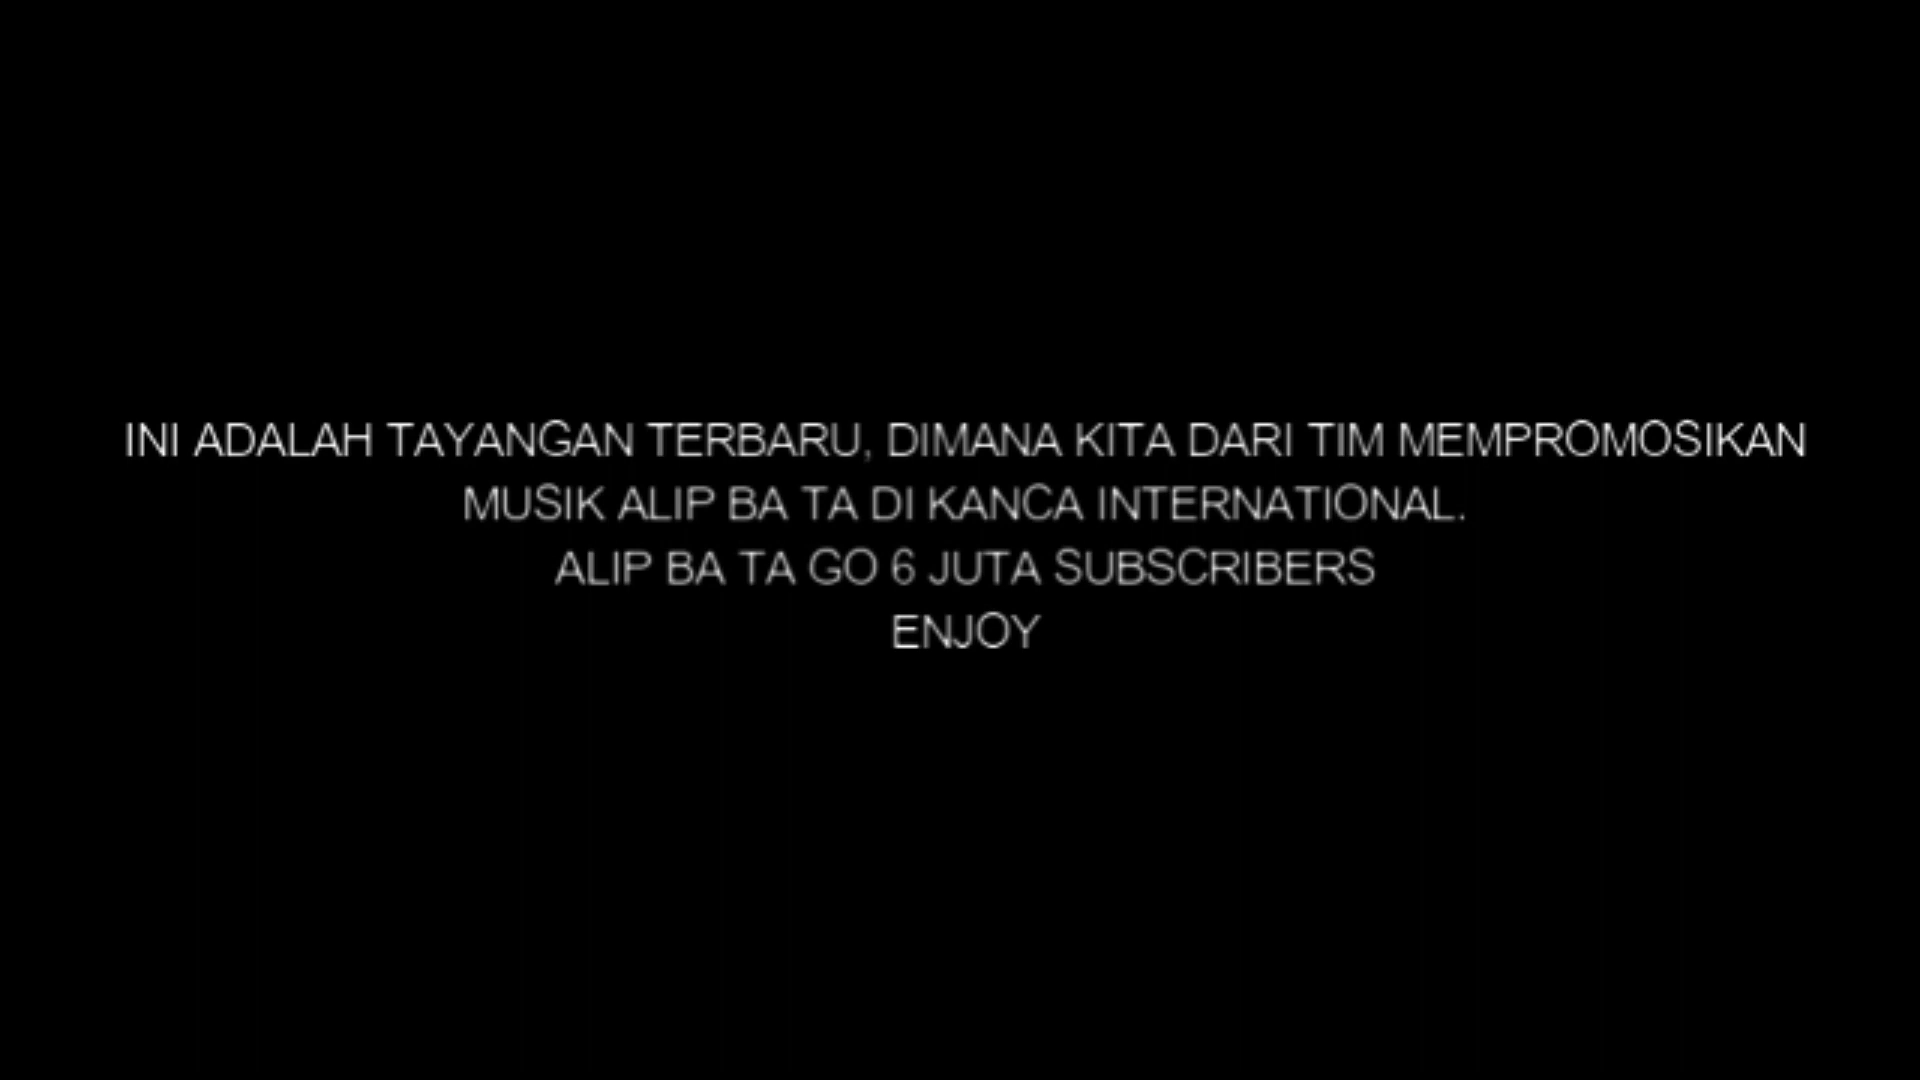 INI ADALAH TAYANGAN TERBARU, DIMANA KITA DARI TIM MEMPROMOSIKAN
MUSIK ALIP BA TA DI KANCA INTERNATIONAL.
ALIP BA TA GO 6 JUTA SUBSCRIBERS
ENJOY